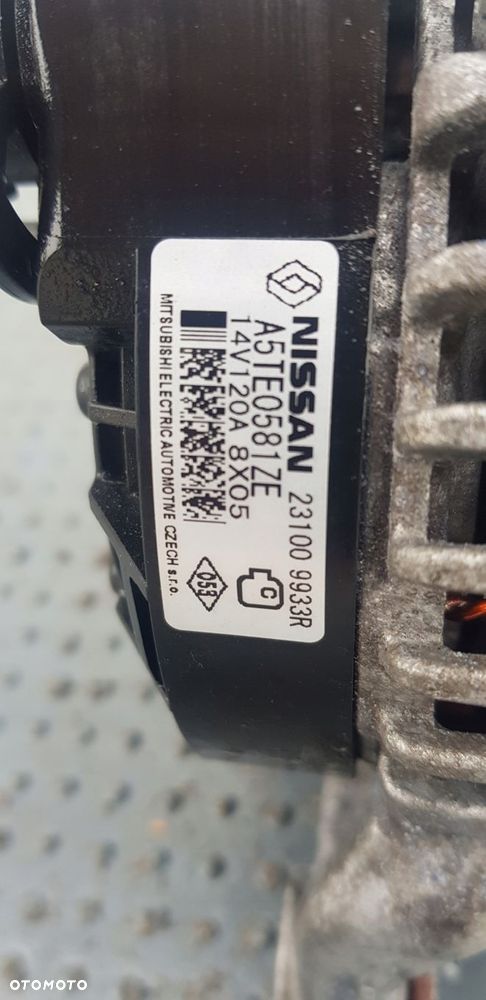 NISSAN 23100 9933R
A5TE0581ZE
14V120A 8X05
C
053
MITSUBISHI ELECTRIC AUTOMOTIVE CZECH s.r.o.
OTOMOTO